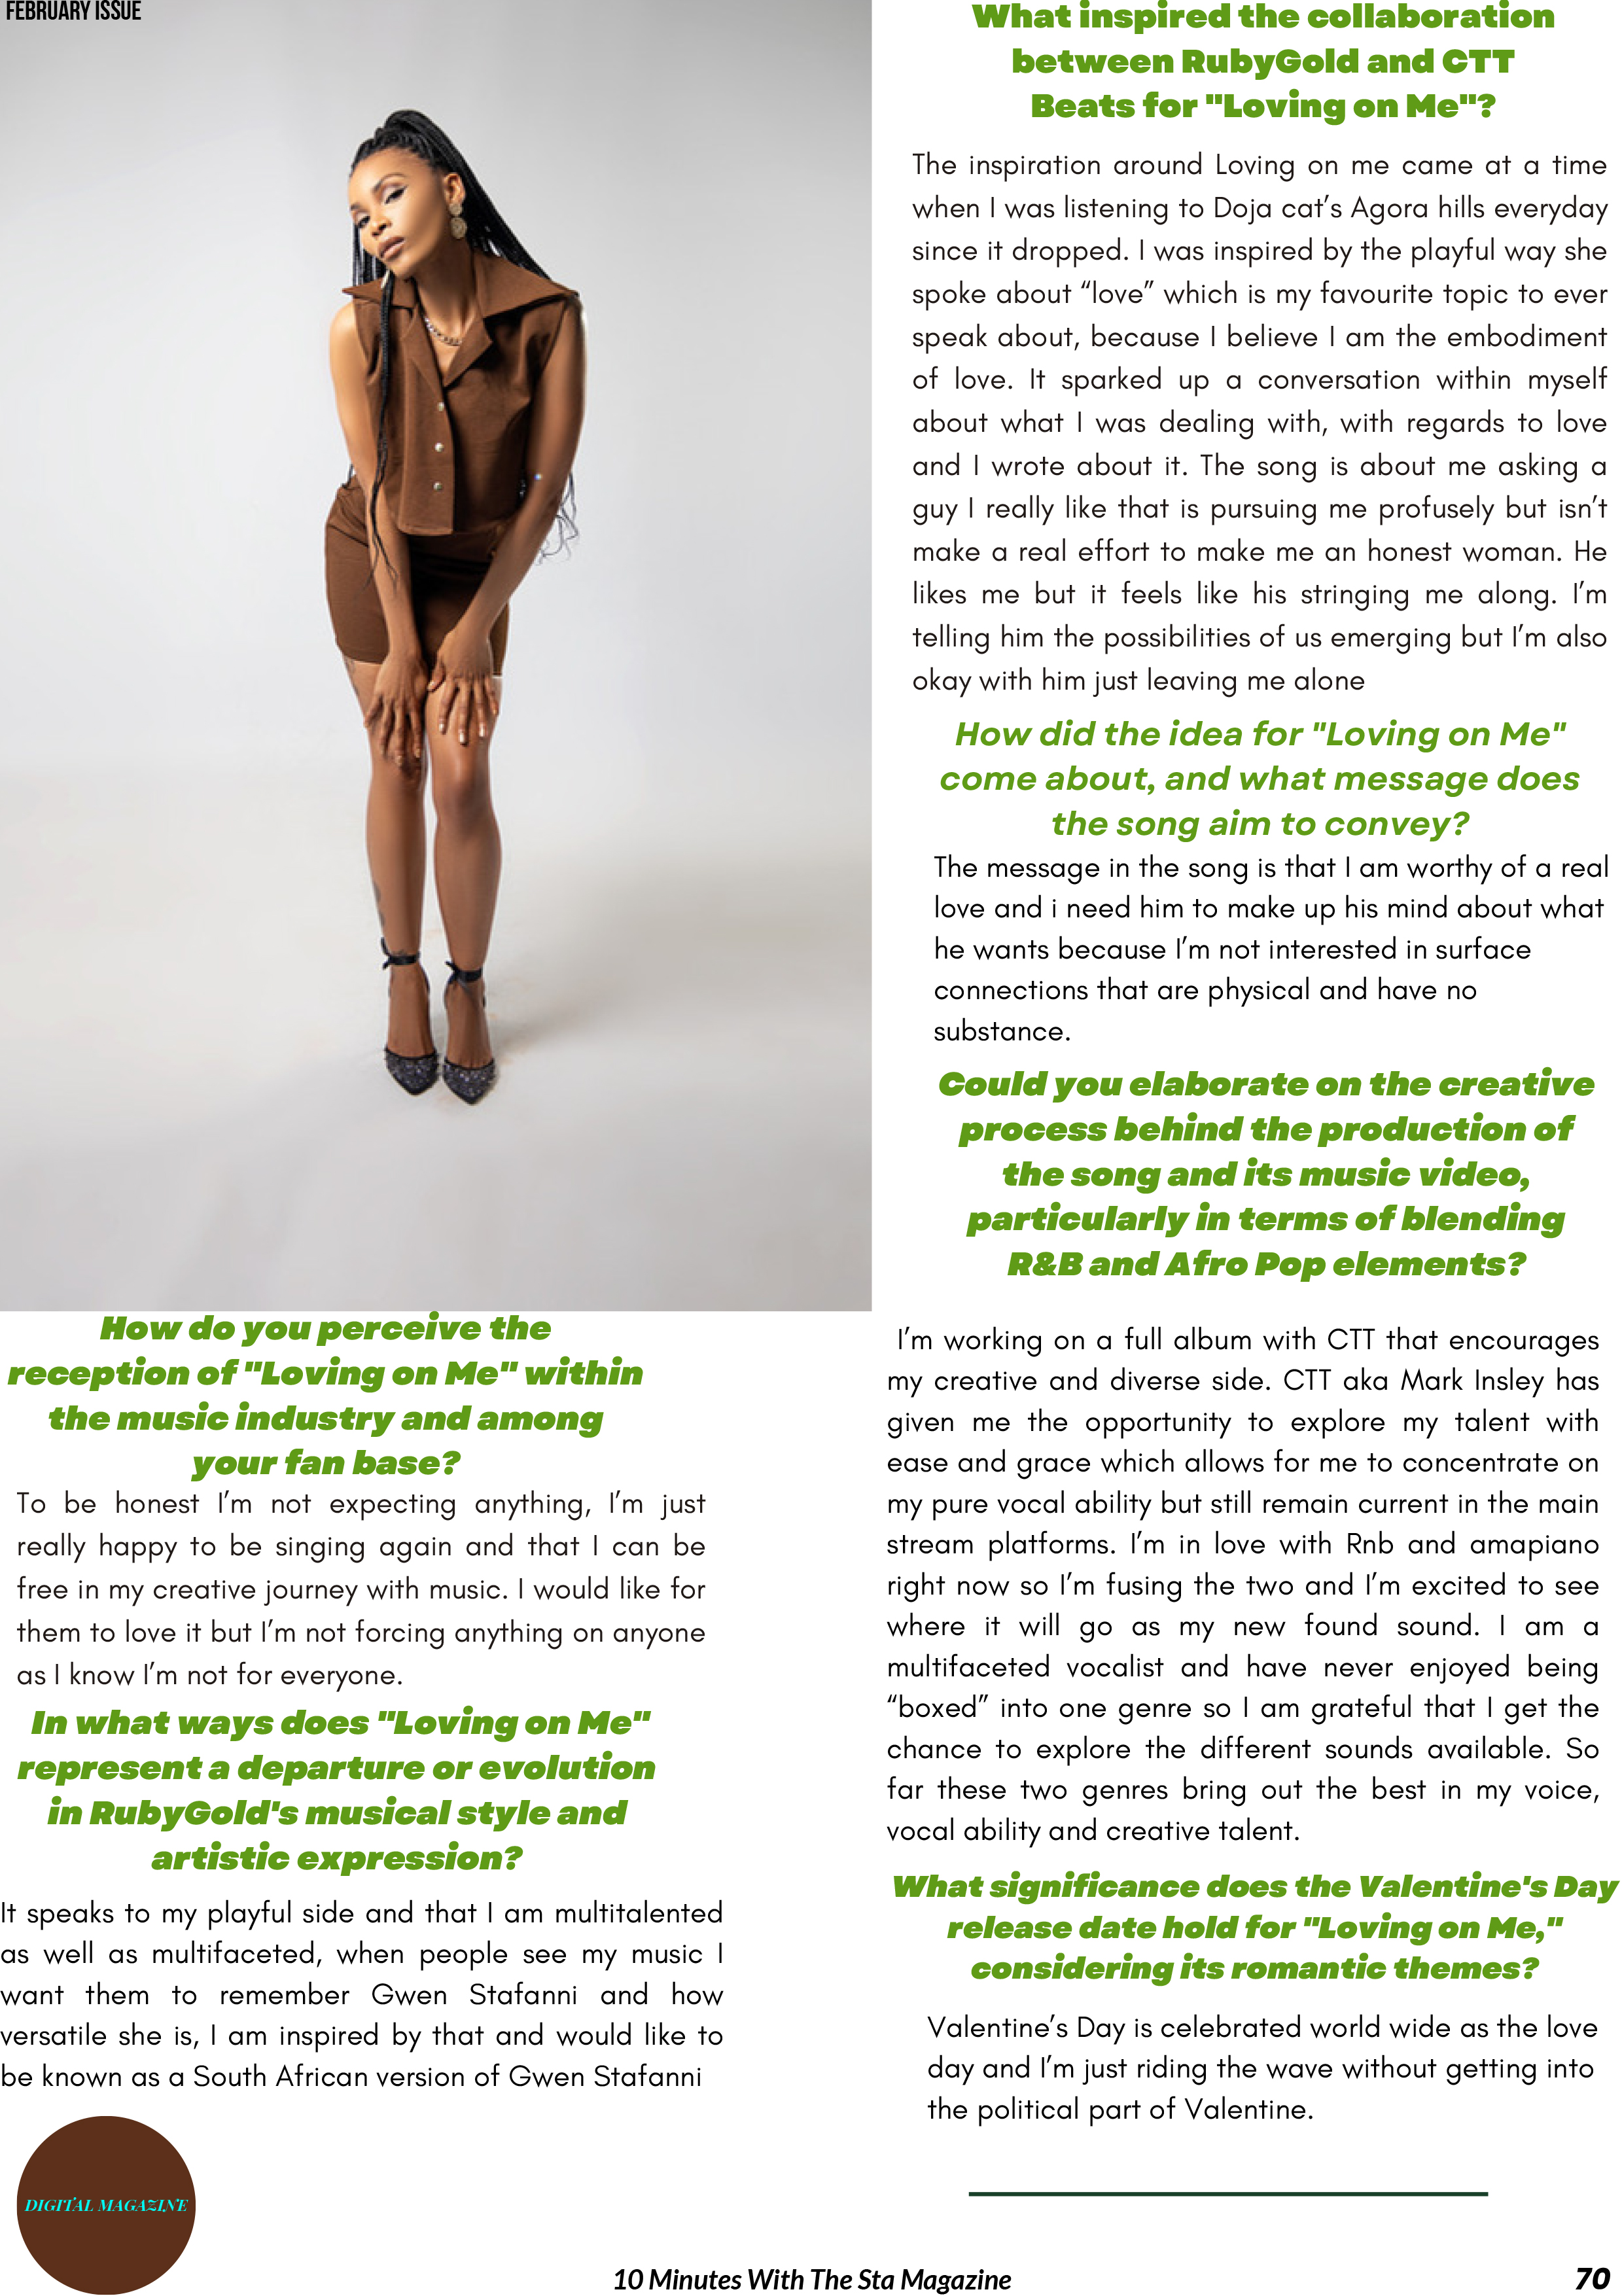 FEBRUARY ISSUE
What inspired the collaboration
between RubyGold and CTT
Beats for "Loving on Me"?
The inspiration around Loving on me came at a time
when I was listening to Doja cat’s Agora hills everyday
since it dropped. I was inspired by the playful way she
spoke about “love” which is my favourite topic to ever
speak about, because I believe I am the embodiment
of love. It sparked up a conversation within myself
about what I was dealing with, with regards to love
and I wrote about it. The song is about me asking a
guy I really like that is pursuing me profusely but isn’t
make a real effort to make me an honest woman. He
likes me but it feels like his stringing me along. I’m
telling him the possibilities of us emerging but I’m also
okay with him just leaving me alone
How did the idea for "Loving on Me"
come about, and what message does
the song aim to convey?
The message in the song is that I am worthy of a real
love and i need him to make up his mind about what
he wants because I’m not interested in surface
connections that are physical and have no
substance.
Could you elaborate on the creative
process behind the production of
the song and its music video,
particularly in terms of blending
R&B and Afro Pop elements?
I’m working on a full album with CTT that encourages
my creative and diverse side. CTT aka Mark Insley has
given me the opportunity to explore my talent with
ease and grace which allows for me to concentrate on
my pure vocal ability but still remain current in the main
stream platforms. I’m in love with Rnb and amapiano
right now so I’m fusing the two and I’m excited to see
where it will go as my new found sound. I am a
multifaceted vocalist and have never enjoyed being
“boxed” into one genre so I am grateful that I get the
chance to explore the different sounds available. So
far these two genres bring out the best in my voice,
vocal ability and creative talent.
What significance does the Valentine's Day
release date hold for "Loving on Me,"
considering its romantic themes?
Valentine’s Day is celebrated world wide as the love
day and I’m just riding the wave without getting into
the political part of Valentine.
How do you perceive the
reception of "Loving on Me" within
the music industry and among
your fan base?
To be honest I’m not expecting anything, I’m just
really happy to be singing again and that I can be
free in my creative journey with music. I would like for
them to love it but I’m not forcing anything on anyone
as I know I’m not for everyone.
In what ways does "Loving on Me"
represent a departure or evolution
in RubyGold's musical style and
artistic expression?
It speaks to my playful side and that I am multitalented
as well as multifaceted, when people see my music I
want them to remember Gwen Stafanni and how
versatile she is, I am inspired by that and would like to
be known as a South African version of Gwen Stafanni
DIGITAL MAGAZINE
10 Minutes With The Sta Magazine
70